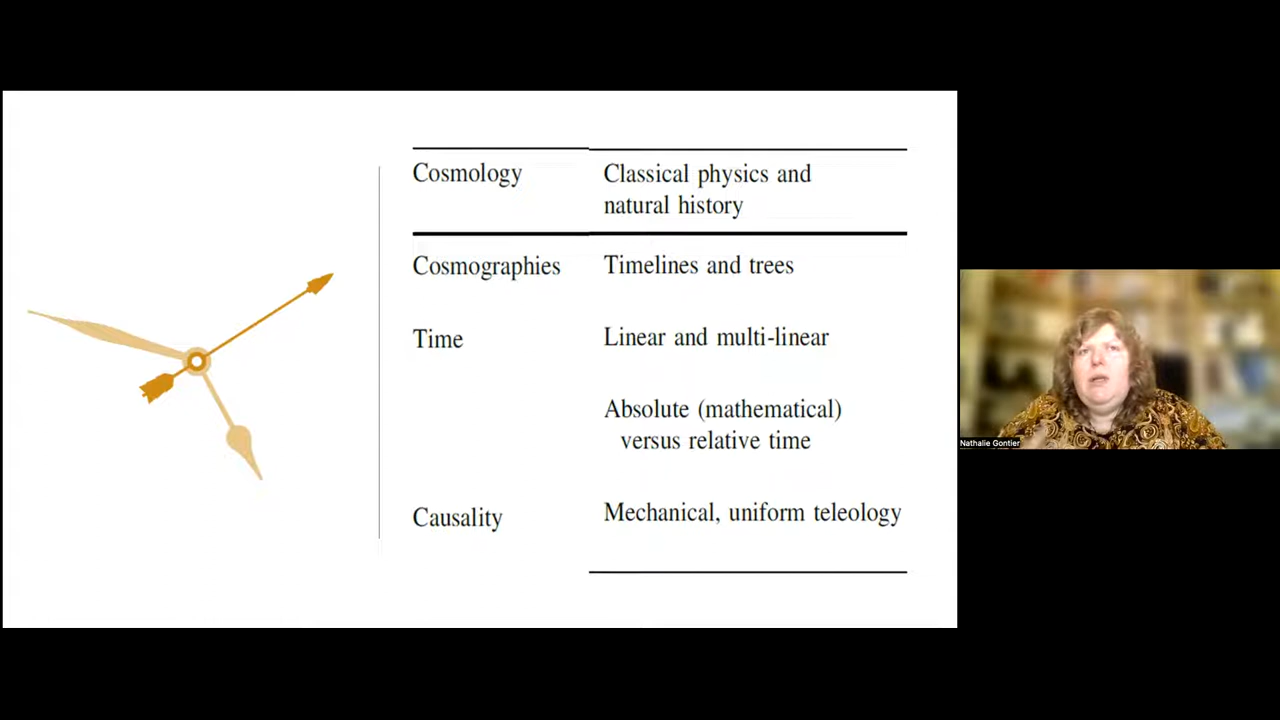 Cosmology Classical physics and
natural history
Cosmographies Timelines and trees
Time Linear and multi-linear
Absolute (mathematical)
versus relative time
Causality Mechanical, uniform teleology
Nathalie Gontier